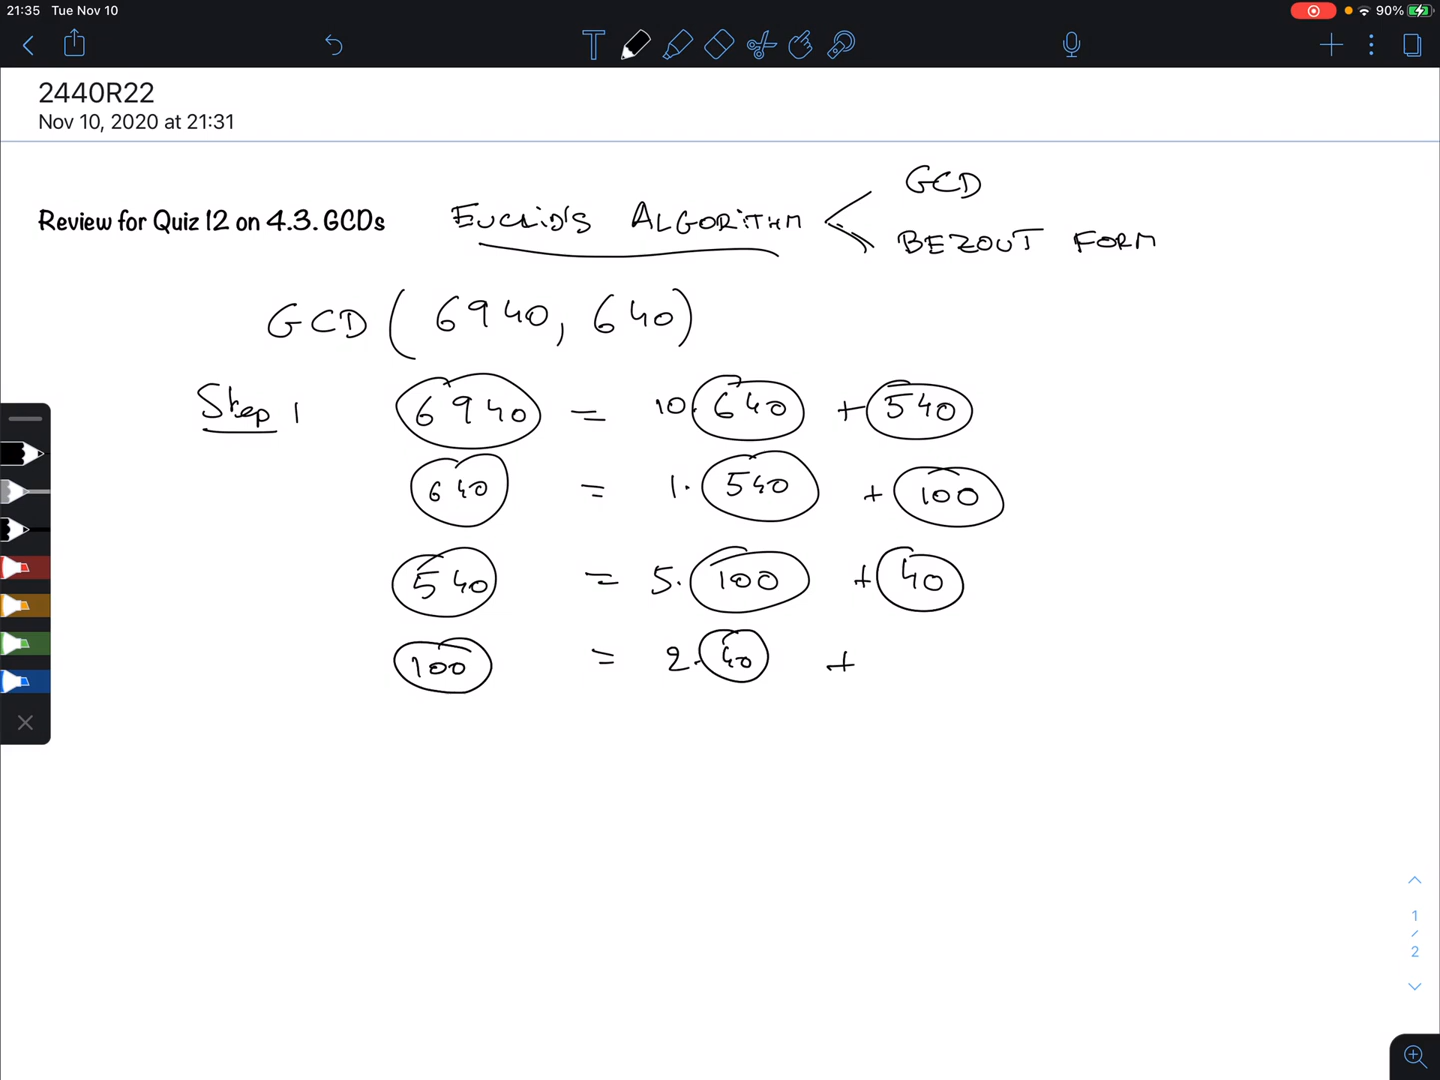 21:35 Tue Nov 10
90%
T
2440R22
Nov 10, 2020 at 21:31
GCD
Review for Quiz 12 on 4.3. GCDs EUCLID'S ALGORITHM
BEZOUT FORM
GCD ( 6940, 640)
Step 1 6940 = 10. 640 + 540
640 = 1. 540 + 100
540 = 5. 100 + 40
100 = 2. 40 +
1
/
2